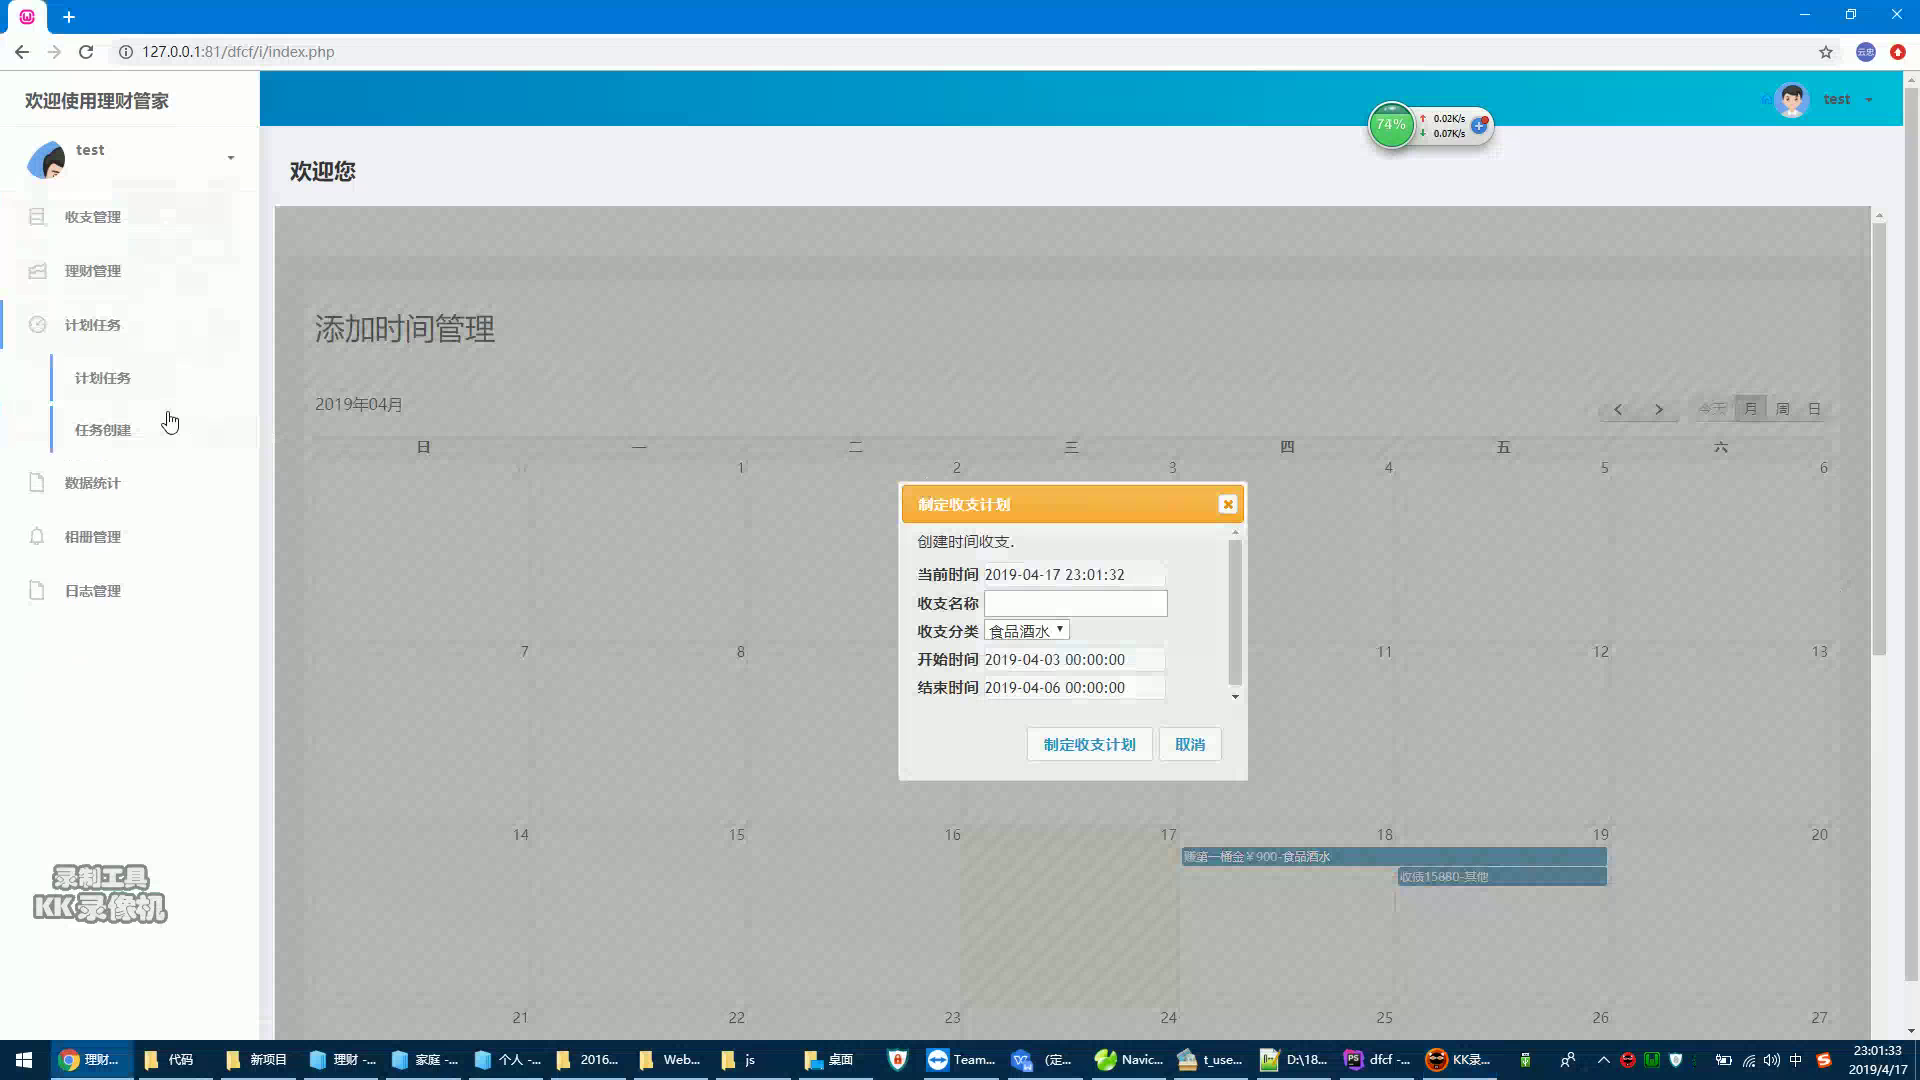 127.0.0.1:81/dfcf/i/index.php
云忠
欢迎使用理财管家
test
74%
0.02K/s
0.07K/s
test
欢迎您
收支管理
理财管理
计划任务
计划任务
任务创建
数据统计
相册管理
日志管理
添加时间管理
2019年04月
今天 月 周 日
日 一 二 三 四 五 六
1 2 3 4 5 6
制定收支计划
创建时间收支.
当前时间 2019-04-17 23:01:32
收支名称
收支分类 食品酒水
开始时间 2019-04-03 00:00:00
结束时间 2019-04-06 00:00:00
制定收支计划 取消
7 8 11 12 13
14 15 16 17 18 19 20
赚第一桶金￥900-食品酒水
收债15880-其他
21 22 23 24 25 26 27
录制工具
KK录像机
理财... 代码 新项目 理财 -... 家庭 -... 个人 -... 2016... Web... js 桌面 Team... (定... Navic... t_use... D:\18... dfcf -... KK录... 中
23:01:33
2019/4/17